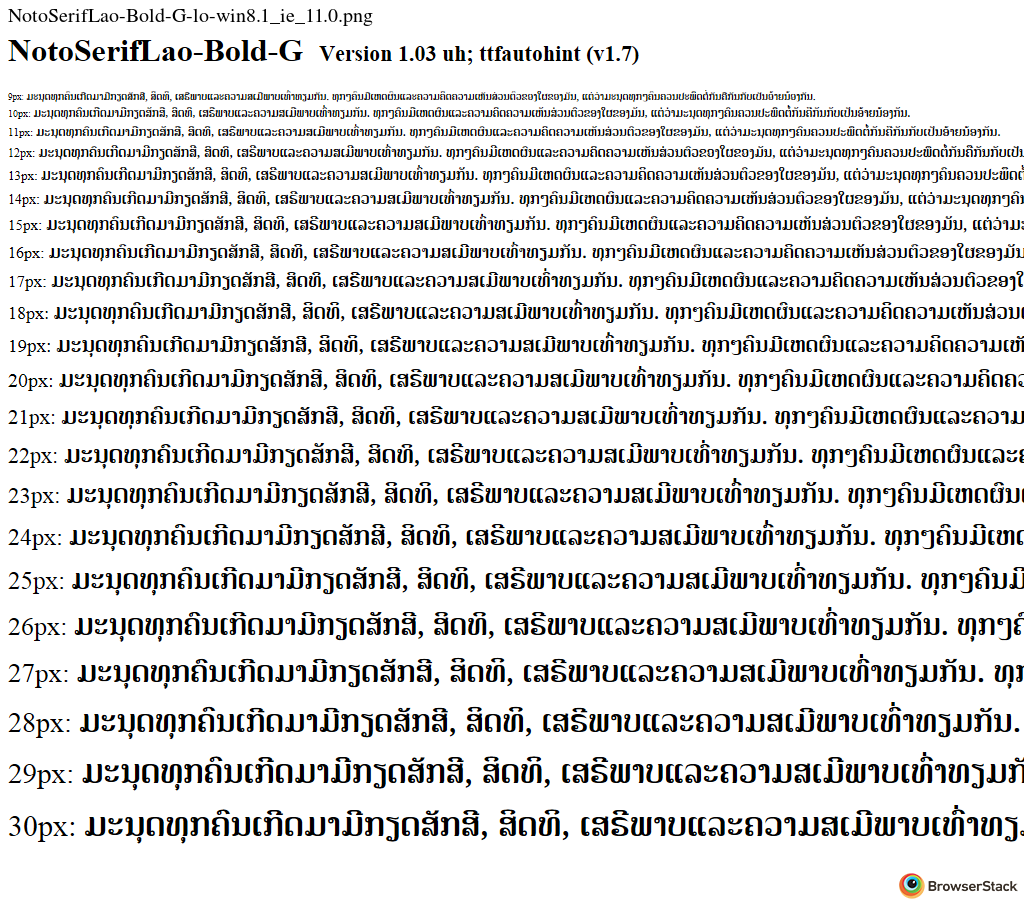 NotoSerifLao-Bold-G-lo-win8.1_ie_11.0.png
NotoSerifLao-Bold-G Version 1.03 uh; ttfautohint (v1.7)
9px: ມະນຸດທຸກຄົນເກີດມາມີກຽດສັກສີ, ສິດທິ, ເສຣີພາບແລະຄວາມສເມີພາບເທົ່າທຽມກັນ. ທຸກໆຄົນມີເຫດຜົນແລະຄວາມຄິດຄວາມເຫັນສ່ວນຕົວຂອງໃຜຂອງມັນ, ແຕ່ວ່າມະນຸດທຸກໆຄົນຄວນປະພຶດຕໍ່ກັນຄືກັນກັບເປັນອ້າຍນ້ອງກັນ.
10px: ມະນຸດທຸກຄົນເກີດມາມີກຽດສັກສີ, ສິດທິ, ເສຣີພາບແລະຄວາມສເມີພາບເທົ່າທຽມກັນ. ທຸກໆຄົນມີເຫດຜົນແລະຄວາມຄິດຄວາມເຫັນສ່ວນຕົວຂອງໃຜຂອງມັນ, ແຕ່ວ່າມະນຸດທຸກໆຄົນຄວນປະພຶດຕໍ່ກັນຄືກັນກັບເປັນອ້າຍນ້ອງກັນ.
11px: ມະນຸດທຸກຄົນເກີດມາມີກຽດສັກສີ, ສິດທິ, ເສຣີພາບແລະຄວາມສເມີພາບເທົ່າທຽມກັນ. ທຸກໆຄົນມີເຫດຜົນແລະຄວາມຄິດຄວາມເຫັນສ່ວນຕົວຂອງໃຜຂອງມັນ, ແຕ່ວ່າມະນຸດທຸກໆຄົນຄວນປະພຶດຕໍ່ກັນຄືກັນກັບເປັນອ້າຍນ້ອງກັນ.
12px: ມະນຸດທຸກຄົນເກີດມາມີກຽດສັກສີ, ສິດທິ, ເສຣີພາບແລະຄວາມສເມີພາບເທົ່າທຽມກັນ. ທຸກໆຄົນມີເຫດຜົນແລະຄວາມຄິດຄວາມເຫັນສ່ວນຕົວຂອງໃຜຂອງມັນ, ແຕ່ວ່າມະນຸດທຸກໆຄົນຄວນປະພຶດຕໍ່ກັນຄືກັນກັບເປັນ
13px: ມະນຸດທຸກຄົນເກີດມາມີກຽດສັກສີ, ສິດທິ, ເສຣີພາບແລະຄວາມສເມີພາບເທົ່າທຽມກັນ. ທຸກໆຄົນມີເຫດຜົນແລະຄວາມຄິດຄວາມເຫັນສ່ວນຕົວຂອງໃຜຂອງມັນ, ແຕ່ວ່າມະນຸດທຸກໆຄົນຄວນປະພຶດຕໍ່
14px: ມະນຸດທຸກຄົນເກີດມາມີກຽດສັກສີ, ສິດທິ, ເສຣີພາບແລະຄວາມສເມີພາບເທົ່າທຽມກັນ. ທຸກໆຄົນມີເຫດຜົນແລະຄວາມຄິດຄວາມເຫັນສ່ວນຕົວຂອງໃຜຂອງມັນ, ແຕ່ວ່າມະນຸດທຸກໆຄົນ
15px: ມະນຸດທຸກຄົນເກີດມາມີກຽດສັກສີ, ສິດທິ, ເສຣີພາບແລະຄວາມສເມີພາບເທົ່າທຽມກັນ. ທຸກໆຄົນມີເຫດຜົນແລະຄວາມຄິດຄວາມເຫັນສ່ວນຕົວຂອງໃຜຂອງມັນ, ແຕ່ວ່າມະ
16px: ມະນຸດທຸກຄົນເກີດມາມີກຽດສັກສີ, ສິດທິ, ເສຣີພາບແລະຄວາມສເມີພາບເທົ່າທຽມກັນ. ທຸກໆຄົນມີເຫດຜົນແລະຄວາມຄິດຄວາມເຫັນສ່ວນຕົວຂອງໃຜຂອງມັນ
17px: ມະນຸດທຸກຄົນເກີດມາມີກຽດສັກສີ, ສິດທິ, ເສຣີພາບແລະຄວາມສເມີພາບເທົ່າທຽມກັນ. ທຸກໆຄົນມີເຫດຜົນແລະຄວາມຄິດຄວາມເຫັນສ່ວນຕົວຂອງໃ
18px: ມະນຸດທຸກຄົນເກີດມາມີກຽດສັກສີ, ສິດທິ, ເສຣີພາບແລະຄວາມສເມີພາບເທົ່າທຽມກັນ. ທຸກໆຄົນມີເຫດຜົນແລະຄວາມຄິດຄວາມເຫັນສ່ວນ
19px: ມະນຸດທຸກຄົນເກີດມາມີກຽດສັກສີ, ສິດທິ, ເສຣີພາບແລະຄວາມສເມີພາບເທົ່າທຽມກັນ. ທຸກໆຄົນມີເຫດຜົນແລະຄວາມຄິດຄວາມເຫັ
20px: ມະນຸດທຸກຄົນເກີດມາມີກຽດສັກສີ, ສິດທິ, ເສຣີພາບແລະຄວາມສເມີພາບເທົ່າທຽມກັນ. ທຸກໆຄົນມີເຫດຜົນແລະຄວາມຄິດຄວ
21px: ມະນຸດທຸກຄົນເກີດມາມີກຽດສັກສີ, ສິດທິ, ເສຣີພາບແລະຄວາມສເມີພາບເທົ່າທຽມກັນ. ທຸກໆຄົນມີເຫດຜົນແລະຄວາມ
22px: ມະນຸດທຸກຄົນເກີດມາມີກຽດສັກສີ, ສິດທິ, ເສຣີພາບແລະຄວາມສເມີພາບເທົ່າທຽມກັນ. ທຸກໆຄົນມີເຫດຜົນແລະຄ
23px: ມະນຸດທຸກຄົນເກີດມາມີກຽດສັກສີ, ສິດທິ, ເສຣີພາບແລະຄວາມສເມີພາບເທົ່າທຽມກັນ. ທຸກໆຄົນມີເຫດຜົນ
24px: ມະນຸດທຸກຄົນເກີດມາມີກຽດສັກສີ, ສິດທິ, ເສຣີພາບແລະຄວາມສເມີພາບເທົ່າທຽມກັນ. ທຸກໆຄົນມີເຫດ
25px: ມະນຸດທຸກຄົນເກີດມາມີກຽດສັກສີ, ສິດທິ, ເສຣີພາບແລະຄວາມສເມີພາບເທົ່າທຽມກັນ. ທຸກໆຄົນມີ
26px: ມະນຸດທຸກຄົນເກີດມາມີກຽດສັກສີ, ສິດທິ, ເສຣີພາບແລະຄວາມສເມີພາບເທົ່າທຽມກັນ. ທຸກໆຄົ
27px: ມະນຸດທຸກຄົນເກີດມາມີກຽດສັກສີ, ສິດທິ, ເສຣີພາບແລະຄວາມສເມີພາບເທົ່າທຽມກັນ. ທຸກ
28px: ມະນຸດທຸກຄົນເກີດມາມີກຽດສັກສີ, ສິດທິ, ເສຣີພາບແລະຄວາມສເມີພາບເທົ່າທຽມກັນ.
29px: ມະນຸດທຸກຄົນເກີດມາມີກຽດສັກສີ, ສິດທິ, ເສຣີພາບແລະຄວາມສເມີພາບເທົ່າທຽມກັ
30px: ມະນຸດທຸກຄົນເກີດມາມີກຽດສັກສີ, ສິດທິ, ເສຣີພາບແລະຄວາມສເມີພາບເທົ່າທຽ
BrowserStack